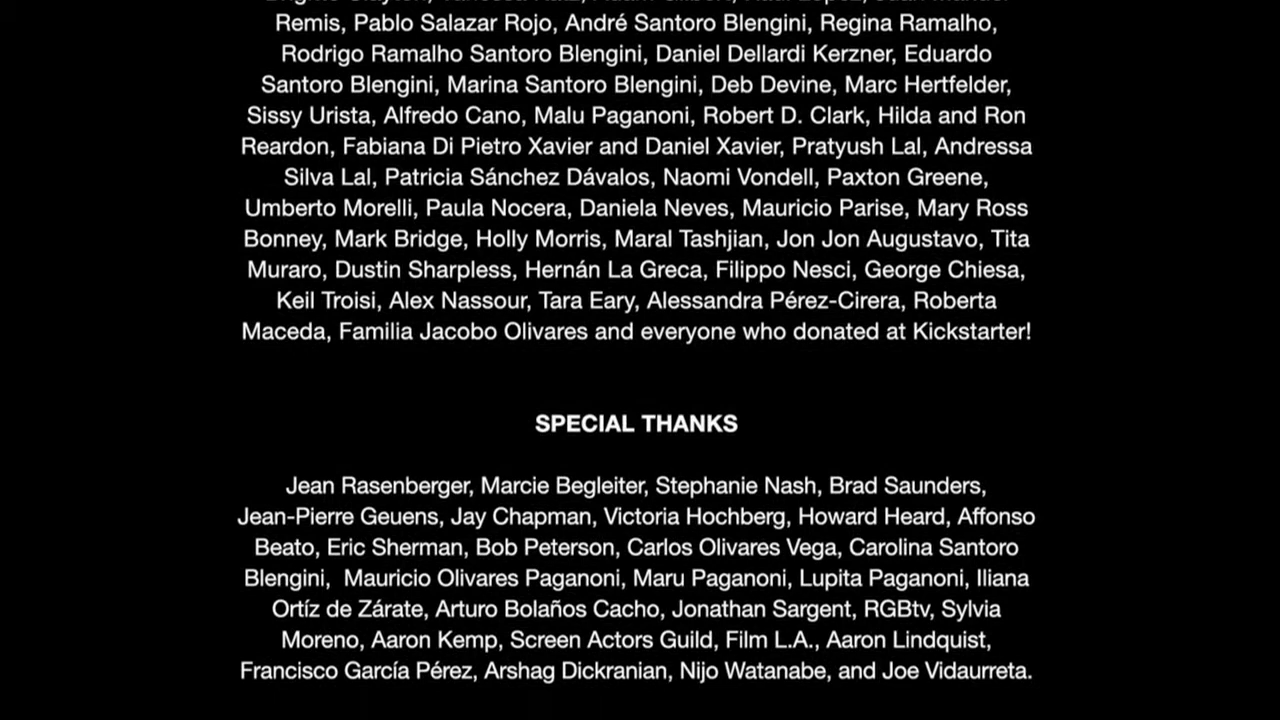 Remis, Pablo Salazar Rojo, André Santoro Blengini, Regina Ramalho,
Rodrigo Ramalho Santoro Blengini, Daniel Dellardi Kerzner, Eduardo
Santoro Blengini, Marina Santoro Blengini, Deb Devine, Marc Hertfelder,
Sissy Urista, Alfredo Cano, Malu Paganoni, Robert D. Clark, Hilda and Ron
Reardon, Fabiana Di Pietro Xavier and Daniel Xavier, Pratyush Lal, Andressa
Silva Lal, Patricia Sánchez Dávalos, Naomi Vondell, Paxton Greene,
Umberto Morelli, Paula Nocera, Daniela Neves, Mauricio Parise, Mary Ross
Bonney, Mark Bridge, Holly Morris, Maral Tashjian, Jon Jon Augustavo, Tita
Muraro, Dustin Sharpless, Hernán La Greca, Filippo Nesci, George Chiesa,
Keil Troisi, Alex Nassour, Tara Eary, Alessandra Pérez-Cirera, Roberta
Maceda, Familia Jacobo Olivares and everyone who donated at Kickstarter!
SPECIAL THANKS
Jean Rasenberger, Marcie Begleiter, Stephanie Nash, Brad Saunders,
Jean-Pierre Geuens, Jay Chapman, Victoria Hochberg, Howard Heard, Affonso
Beato, Eric Sherman, Bob Peterson, Carlos Olivares Vega, Carolina Santoro
Blengini, Mauricio Olivares Paganoni, Maru Paganoni, Lupita Paganoni, Iliana
Ortíz de Zárate, Arturo Bolaños Cacho, Jonathan Sargent, RGBtv, Sylvia
Moreno, Aaron Kemp, Screen Actors Guild, Film L.A., Aaron Lindquist,
Francisco García Pérez, Arshag Dickranian, Nijo Watanabe, and Joe Vidaurreta.